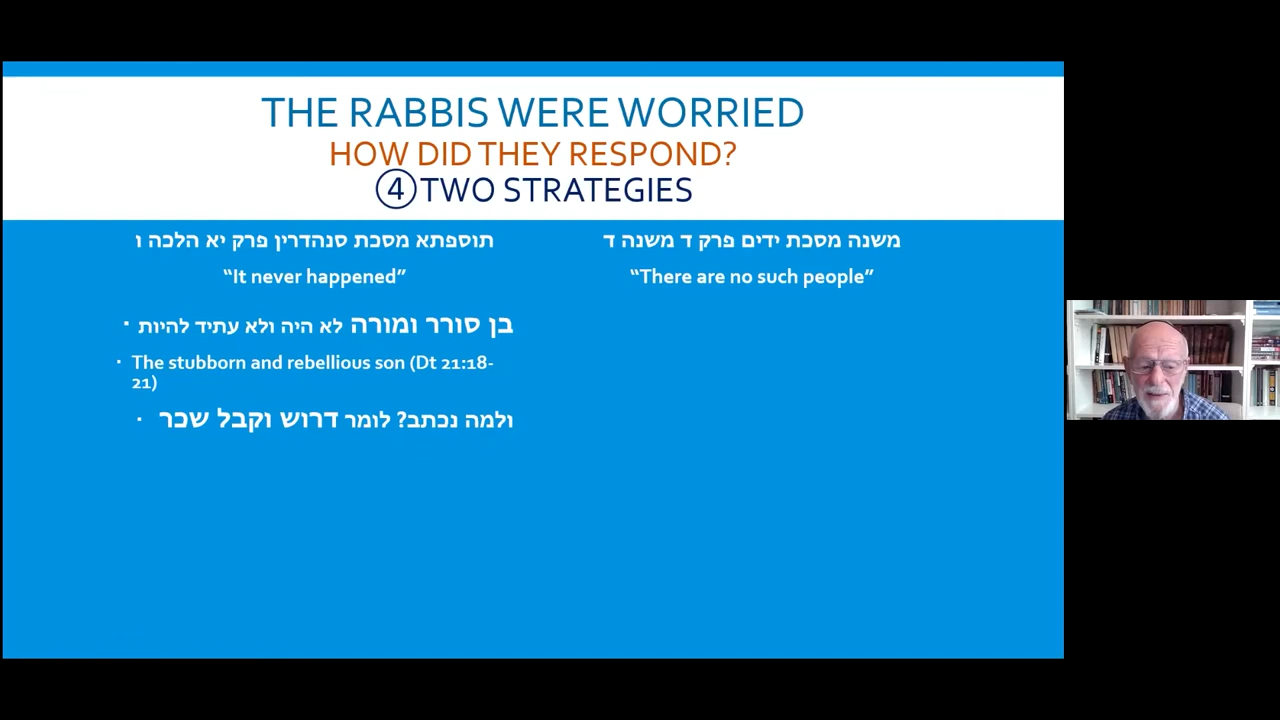 THE RABBIS WERE WORRIED
HOW DID THEY RESPOND?
④TWO STRATEGIES
תוספתא מסכת סנהדרין פרק יא הלכה ו
“It never happened”
▪ בן סורר ומורה לא היה ולא עתיד להיות
▪ The stubborn and rebellious son (Dt 21:18-
21)
▪ ולמה נכתב? לומר דרוש וקבל שכר
משנה מסכת ידים פרק ד משנה ד
“There are no such people”